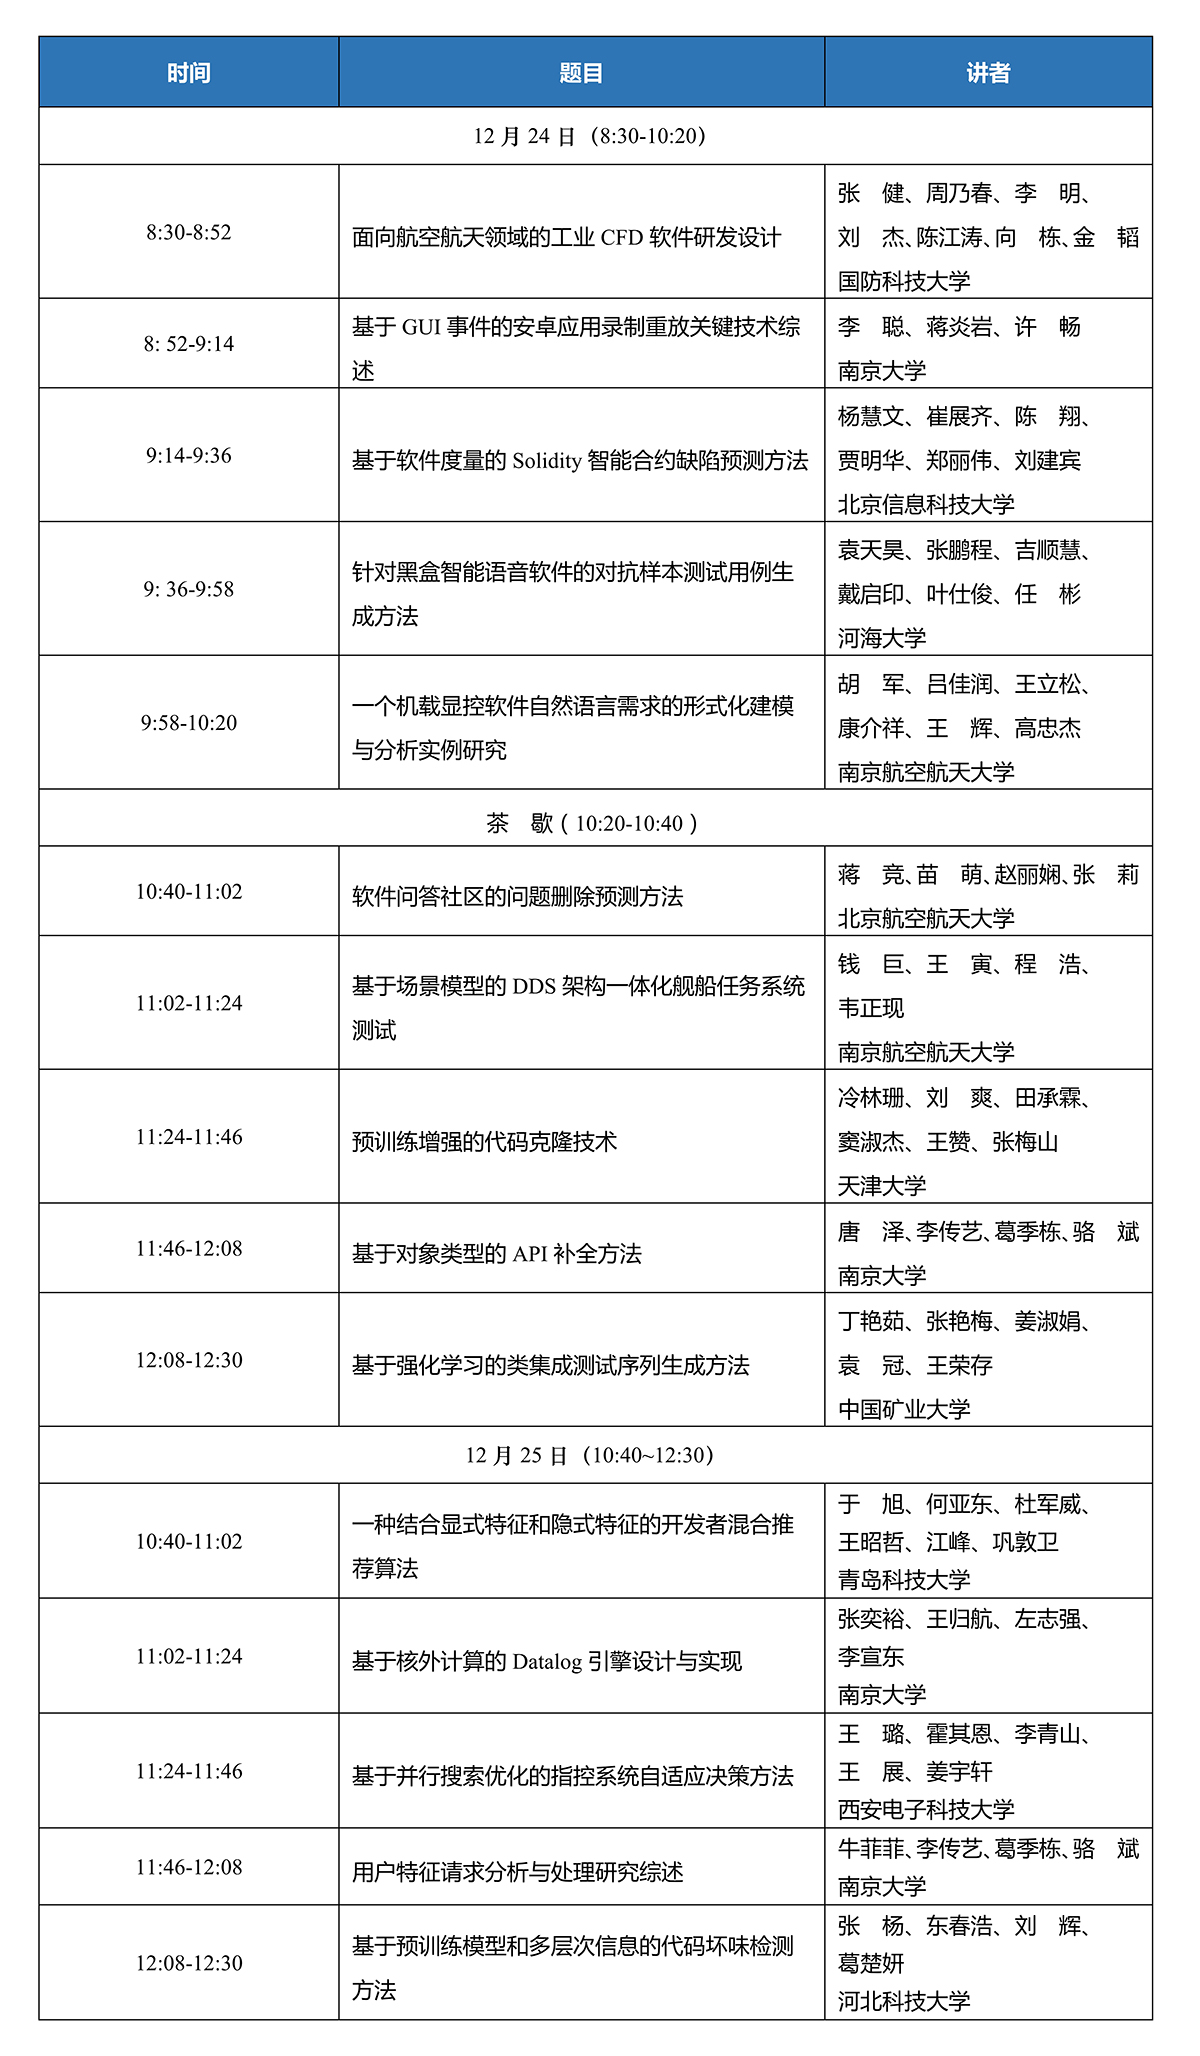 时间 题目 讲者
12 月 24 日（8:30-10:20）
8:30-8:52
面向航空航天领域的工业 CFD 软件研发设计
张　健、周乃春、李　明、
刘　杰、陈江涛、向　栋、金　韬
国防科技大学
8: 52-9:14
基于 GUI 事件的安卓应用录制重放关键技术综
述
李　聪、蒋炎岩、许　畅
南京大学
9:14-9:36
基于软件度量的 Solidity 智能合约缺陷预测方法
杨慧文、崔展齐、陈　翔、
贾明华、郑丽伟、刘建宾
北京信息科技大学
9: 36-9:58
针对黑盒智能语音软件的对抗样本测试用例生
成方法
袁天昊、张鹏程、吉顺慧、
戴启印、叶仕俊、任　彬
河海大学
9:58-10:20
一个机载显控软件自然语言需求的形式化建模
与分析实例研究
胡　军、吕佳润、王立松、
康介祥、王　辉、高忠杰
南京航空航天大学
茶　歇（10:20-10:40）
10:40-11:02
软件问答社区的问题删除预测方法
蒋　竞、苗　萌、赵丽娴、张　莉
北京航空航天大学
11:02-11:24
基于场景模型的 DDS 架构一体化舰船任务系统
测试
钱　巨、王　寅、程　浩、
韦正现
南京航空航天大学
11:24-11:46
预训练增强的代码克隆技术
冷林珊、刘　爽、田承霖、
窦淑杰、王赞、张梅山
天津大学
11:46-12:08
基于对象类型的 API 补全方法
唐　泽、李传艺、葛季栋、骆　斌
南京大学
12:08-12:30
基于强化学习的类集成测试序列生成方法
丁艳茹、张艳梅、姜淑娟、
袁　冠、王荣存
中国矿业大学
12 月 25 日（10:40~12:30）
10:40-11:02
一种结合显式特征和隐式特征的开发者混合推
荐算法
于　旭、何亚东、杜军威、
王昭哲、江峰、巩敦卫
青岛科技大学
11:02-11:24
基于核外计算的 Datalog 引擎设计与实现
张奕裕、王归航、左志强、
李宣东
南京大学
11:24-11:46
基于并行搜索优化的指控系统自适应决策方法
王　璐、霍其恩、李青山、
王　展、姜宇轩
西安电子科技大学
11:46-12:08
用户特征请求分析与处理研究综述
牛菲菲、李传艺、葛季栋、骆　斌
南京大学
12:08-12:30
基于预训练模型和多层次信息的代码坏味检测
方法
张　杨、东春浩、刘　辉、
葛楚妍
河北科技大学